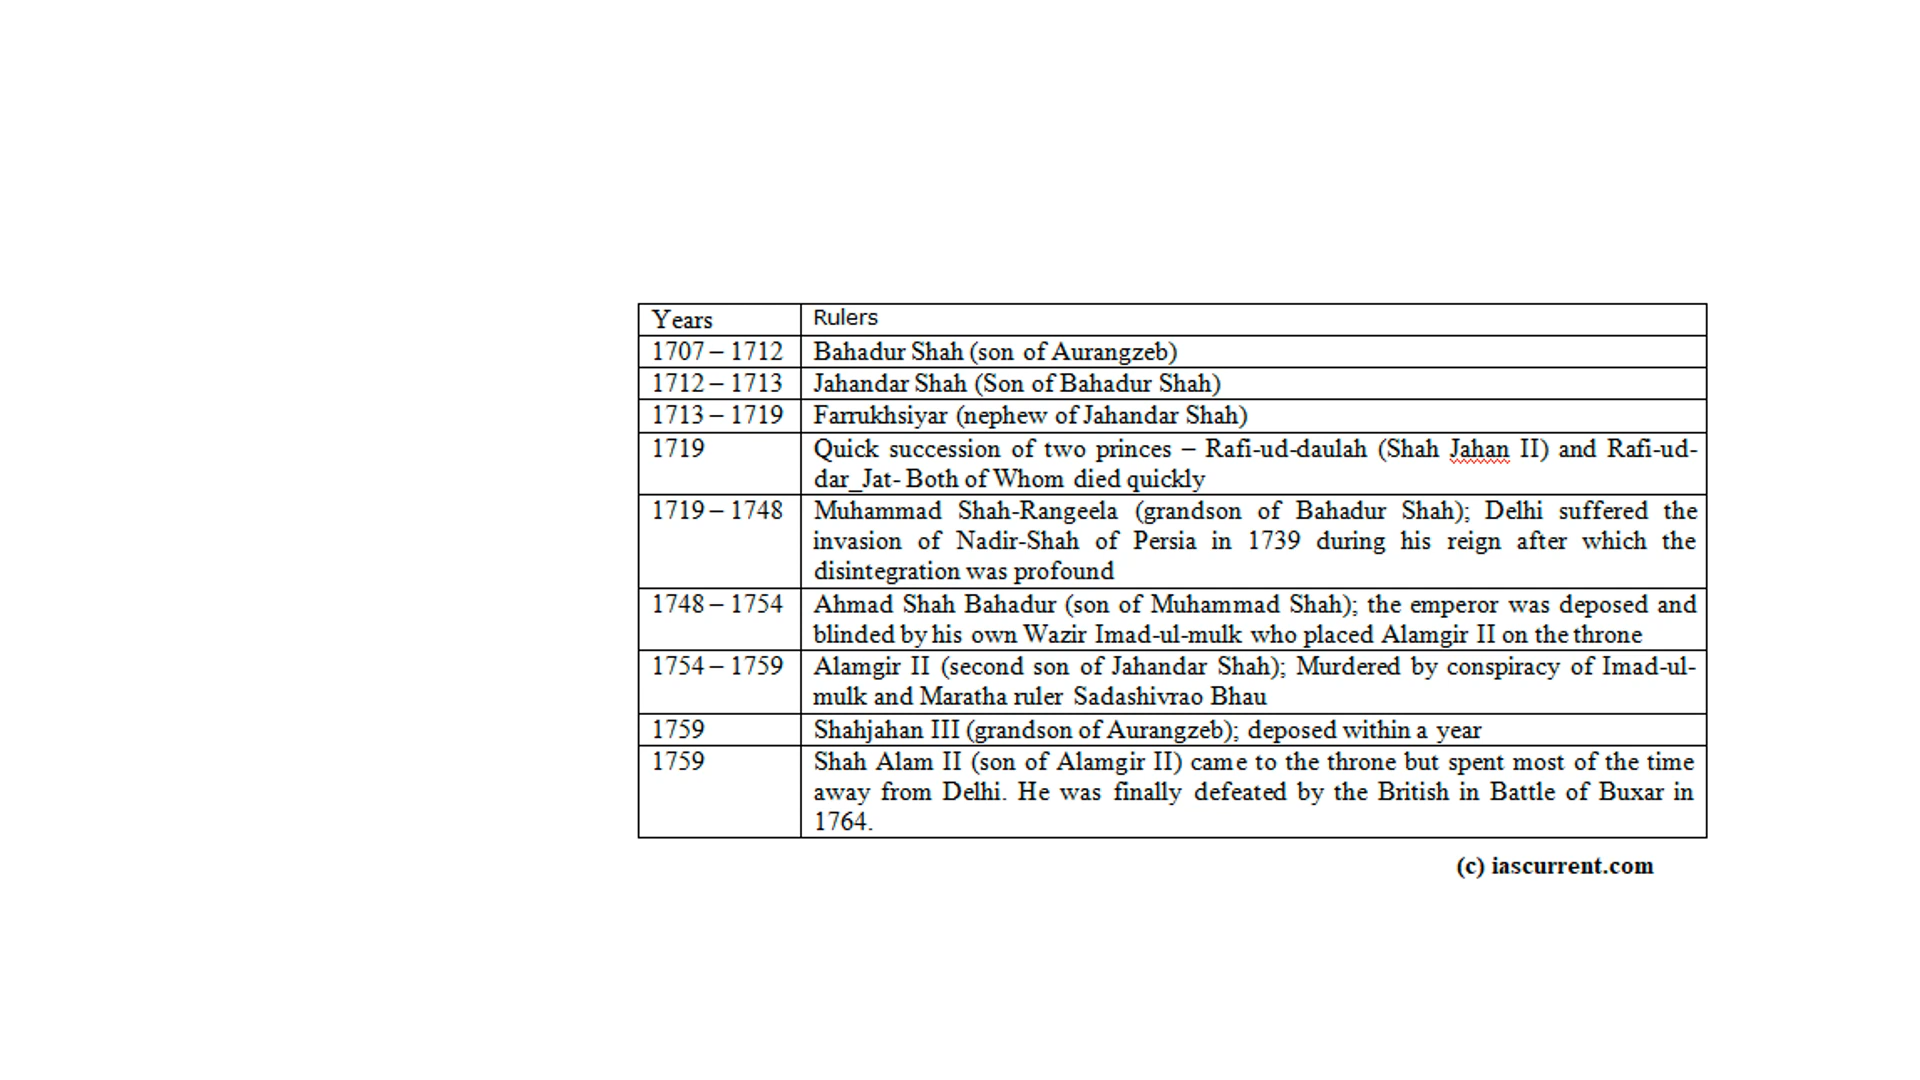 Years Rulers
1707 – 1712 Bahadur Shah (son of Aurangzeb)
1712 – 1713 Jahandar Shah (Son of Bahadur Shah)
1713 – 1719 Farrukhsiyar (nephew of Jahandar Shah)
1719 Quick succession of two princes – Rafi-ud-daulah (Shah Jahan II) and Rafi-ud-
dar_Jat- Both of Whom died quickly
1719 – 1748 Muhammad Shah-Rangeela (grandson of Bahadur Shah); Delhi suffered the
invasion of Nadir-Shah of Persia in 1739 during his reign after which the
disintegration was profound
1748 – 1754 Ahmad Shah Bahadur (son of Muhammad Shah); the emperor was deposed and
blinded by his own Wazir Imad-ul-mulk who placed Alamgir II on the throne
1754 – 1759 Alamgir II (second son of Jahandar Shah); Murdered by conspiracy of Imad-ul-
mulk and Maratha ruler Sadashivrao Bhau
1759 Shahjahan III (grandson of Aurangzeb); deposed within a year
1759 Shah Alam II (son of Alamgir II) came to the throne but spent most of the time
away from Delhi. He was finally defeated by the British in Battle of Buxar in
1764.
(c) iascurrent.com